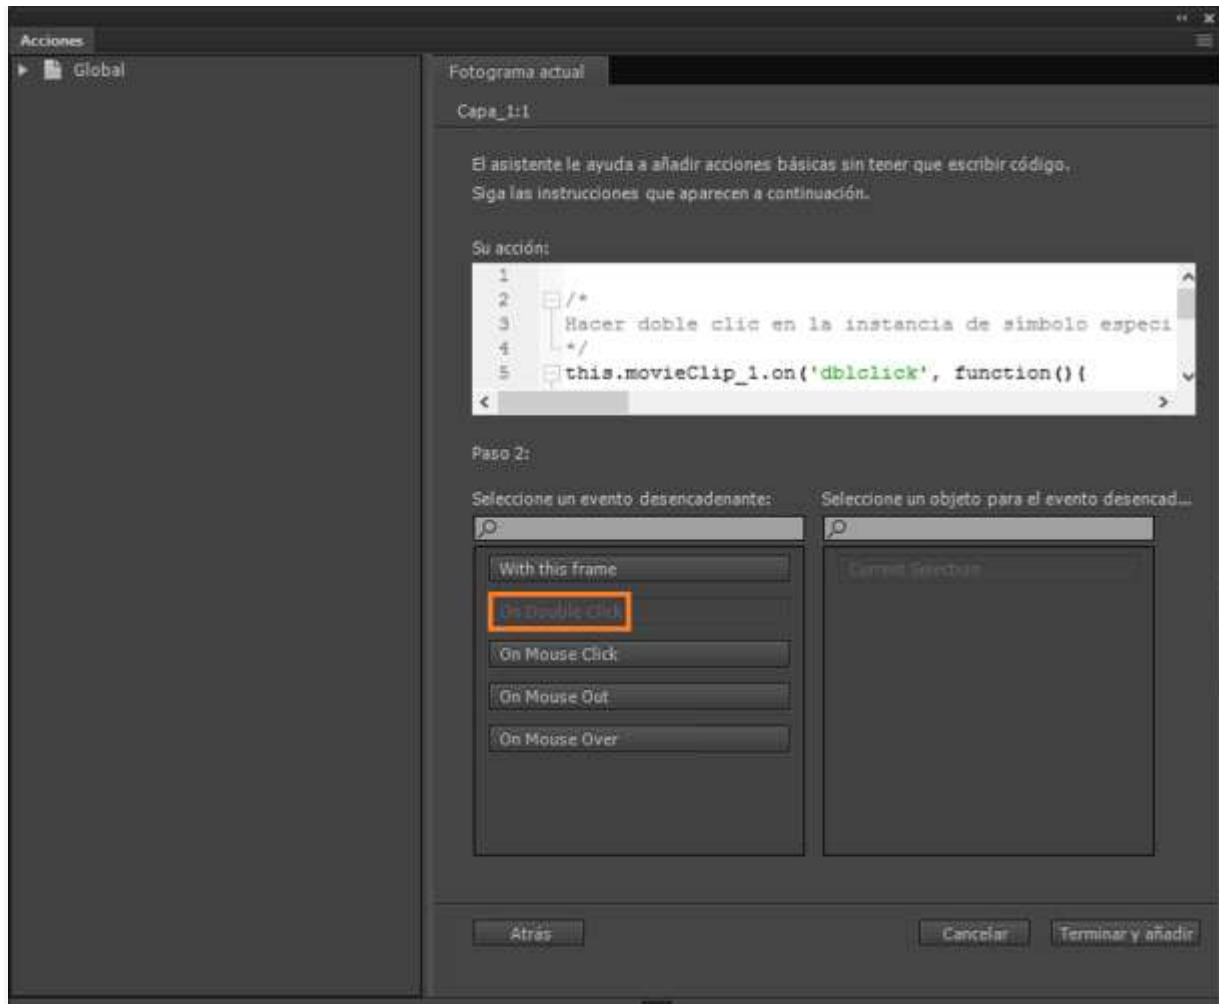 Acciones
Global
Fotograma actual
Capa_1:1
El asistente le ayuda a añadir acciones básicas sin tener que escribir código.
Siga las instrucciones que aparecen a continuación.
Su acción:
1
2 /*
3 Hacer doble clic en la instancia de símbolo especi
4 */
5 this.movieClip_1.on('dblclick', function(){
Paso 2:
Seleccione un evento desencadenante:
Seleccione un objeto para el evento desencad...
With this frame
Current Selection
On Double Click
On Mouse Click
On Mouse Out
On Mouse Over
Atrás
Cancelar
Terminar y añadir